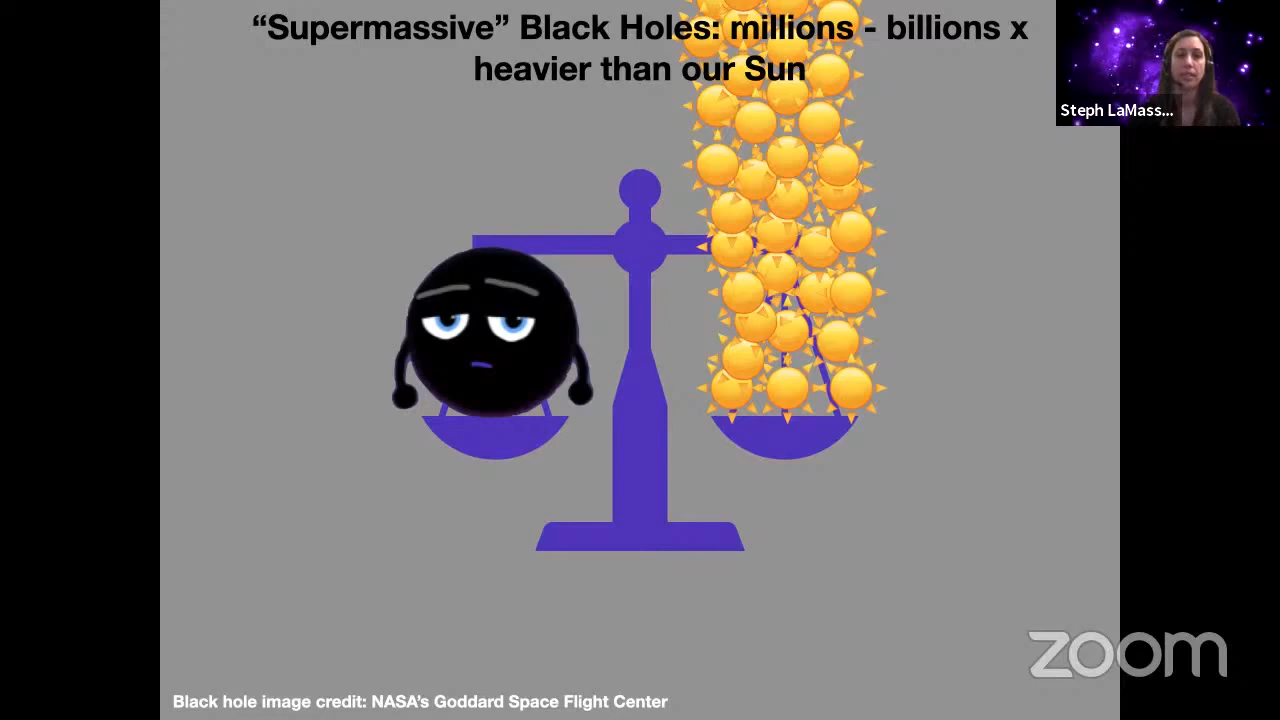 “Supermassive” Black Holes: millions - billions x
heavier than our Sun
Steph LaMass...
zoom
Black hole image credit: NASA’s Goddard Space Flight Center